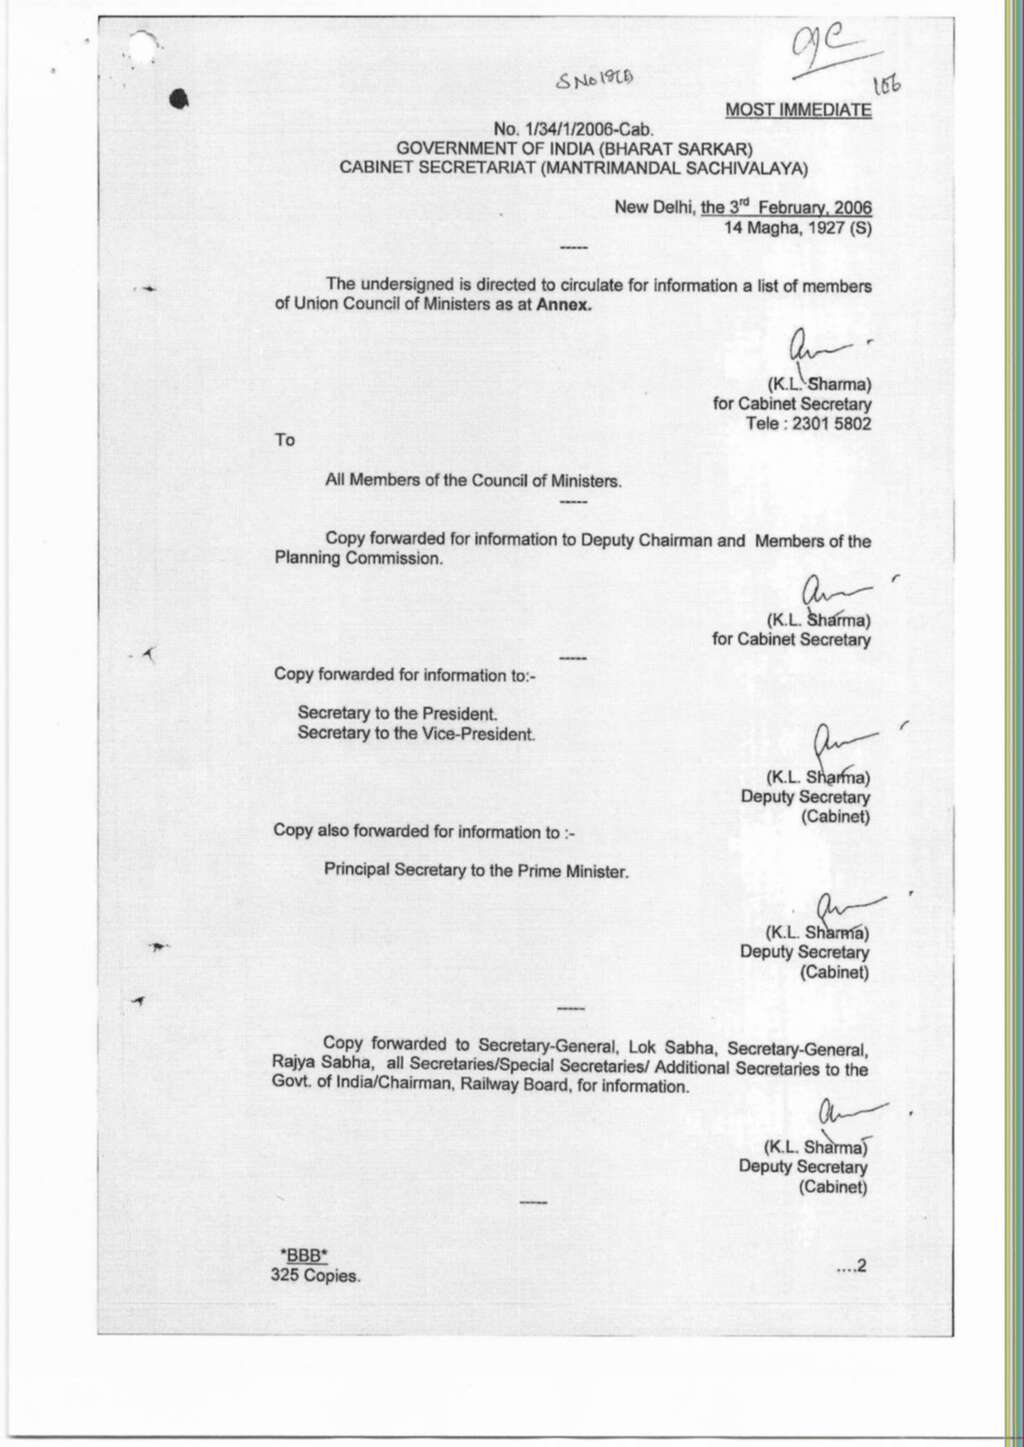 MOST IMMEDIATE
No. 1/34/1/2006-Cab.
GOVERNMENT OF INDIA (BHARAT SARKAR)
CABINET SECRETARIAT (MANTRIMANDAL SACHIVALAYA)
New Delhi, the 3rd February, 2006
14 Magha, 1927 (S)
-----
The undersigned is directed to circulate for information a list of members
of Union Council of Ministers as at Annex.
(K.L. Sharma)
for Cabinet Secretary
Tele : 2301 5802
To
All Members of the Council of Ministers.
-----
Copy forwarded for information to Deputy Chairman and Members of the
Planning Commission.
(K.L. Sharma)
for Cabinet Secretary
-----
Copy forwarded for information to:-
Secretary to the President.
Secretary to the Vice-President.
(K.L. Sharma)
Deputy Secretary
(Cabinet)
Copy also forwarded for information to :-
Principal Secretary to the Prime Minister.
(K.L. Sharma)
Deputy Secretary
(Cabinet)
-----
Copy forwarded to Secretary-General, Lok Sabha, Secretary-General,
Rajya Sabha, all Secretaries/Special Secretaries/ Additional Secretaries to the
Govt. of India/Chairman, Railway Board, for information.
(K.L. Sharma)
Deputy Secretary
(Cabinet)
-----
*BBB*
325 Copies.
....2